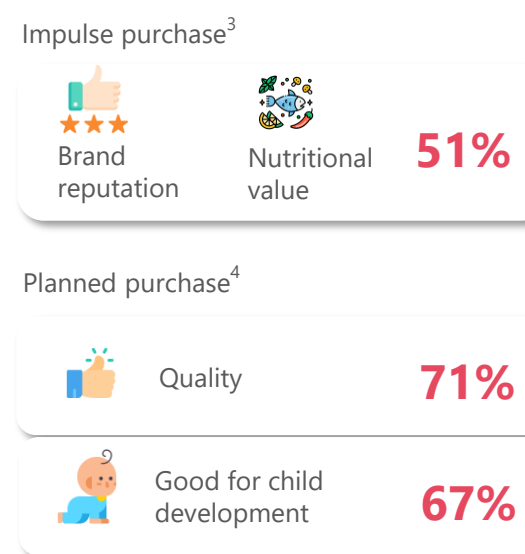 Impulse purchase³
Brand
reputation
Nutritional
value
51%
Planned purchase⁴
Quality
71%
Good for child
development
67%